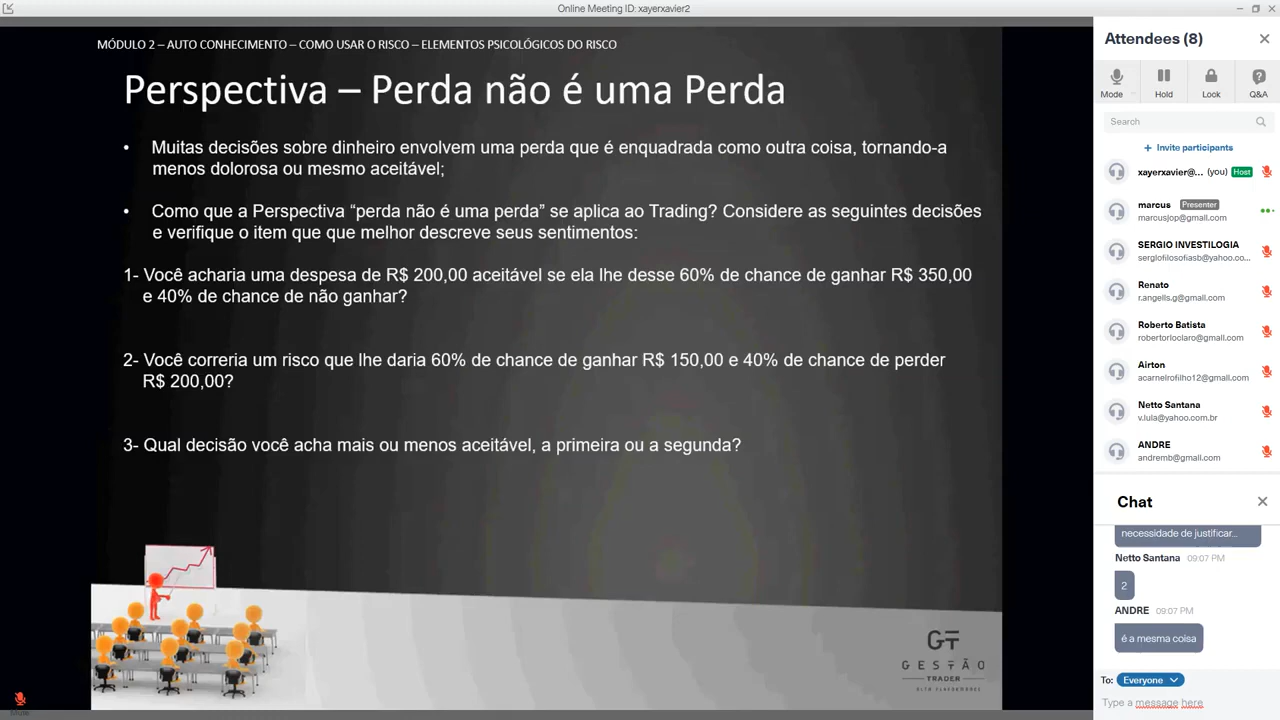 Online Meeting ID: xayerxavier2
MÓDULO 2 – AUTO CONHECIMENTO – COMO USAR O RISCO – ELEMENTOS PSICOLÓGICOS DO RISCO
Perspectiva – Perda não é uma Perda
• Muitas decisões sobre dinheiro envolvem uma perda que é enquadrada como outra coisa, tornando-a
menos dolorosa ou mesmo aceitável;
• Como que a Perspectiva “perda não é uma perda” se aplica ao Trading? Considere as seguintes decisões
e verifique o item que que melhor descreve seus sentimentos:
1- Você acharia uma despesa de R$ 200,00 aceitável se ela lhe desse 60% de chance de ganhar R$ 350,00
e 40% de chance de não ganhar?
2- Você correria um risco que lhe daria 60% de chance de ganhar R$ 150,00 e 40% de chance de perder
R$ 200,00?
3- Qual decisão você acha mais ou menos aceitável, a primeira ou a segunda?
GT
GESTÃO
TRADER
Attendees (8)
Mode Hold Lock Q&A
Search
+ Invite participants
xayerxavier@... (you) Host
marcus Presenter
marcusjop@gmail.com
SERGIO INVESTILOGIA
sergiofilosofiasb@yahoo.co...
Renato
r.angells.g@gmail.com
Roberto Batista
robertorloclaro@gmail.com
Airton
acarneirofilho12@gmail.com
Netto Santana
v.lula@yahoo.com.br
ANDRE
andremb@gmail.com
Chat
necessidade de justificar...
Netto Santana 09:07 PM
2
ANDRE 09:07 PM
é a mesma coisa
To: Everyone
Type a message here